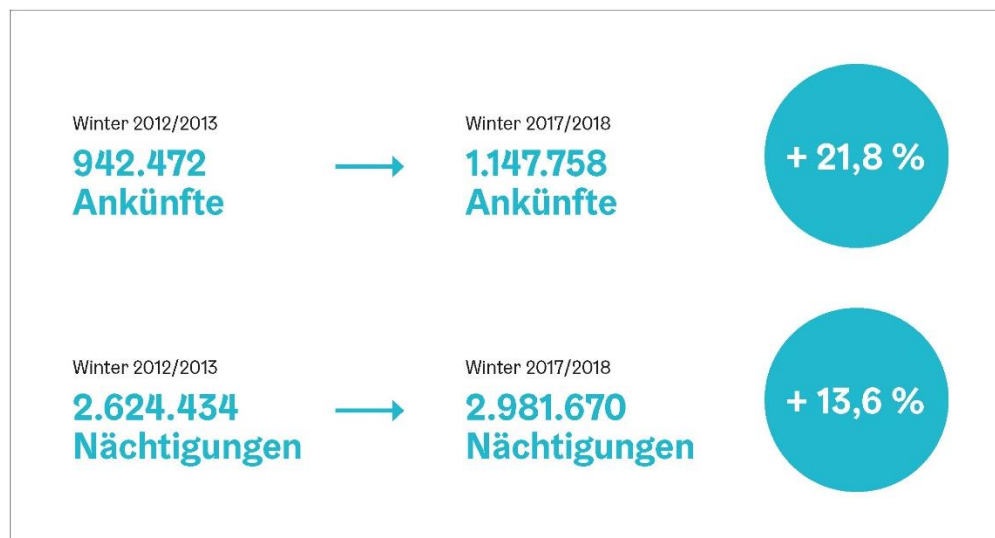 Winter 2012/2013
942.472
Ankünfte
Winter 2017/2018
1.147.758
Ankünfte
+ 21,8 %
Winter 2012/2013
2.624.434
Nächtigungen
Winter 2017/2018
2.981.670
Nächtigungen
+ 13,6 %